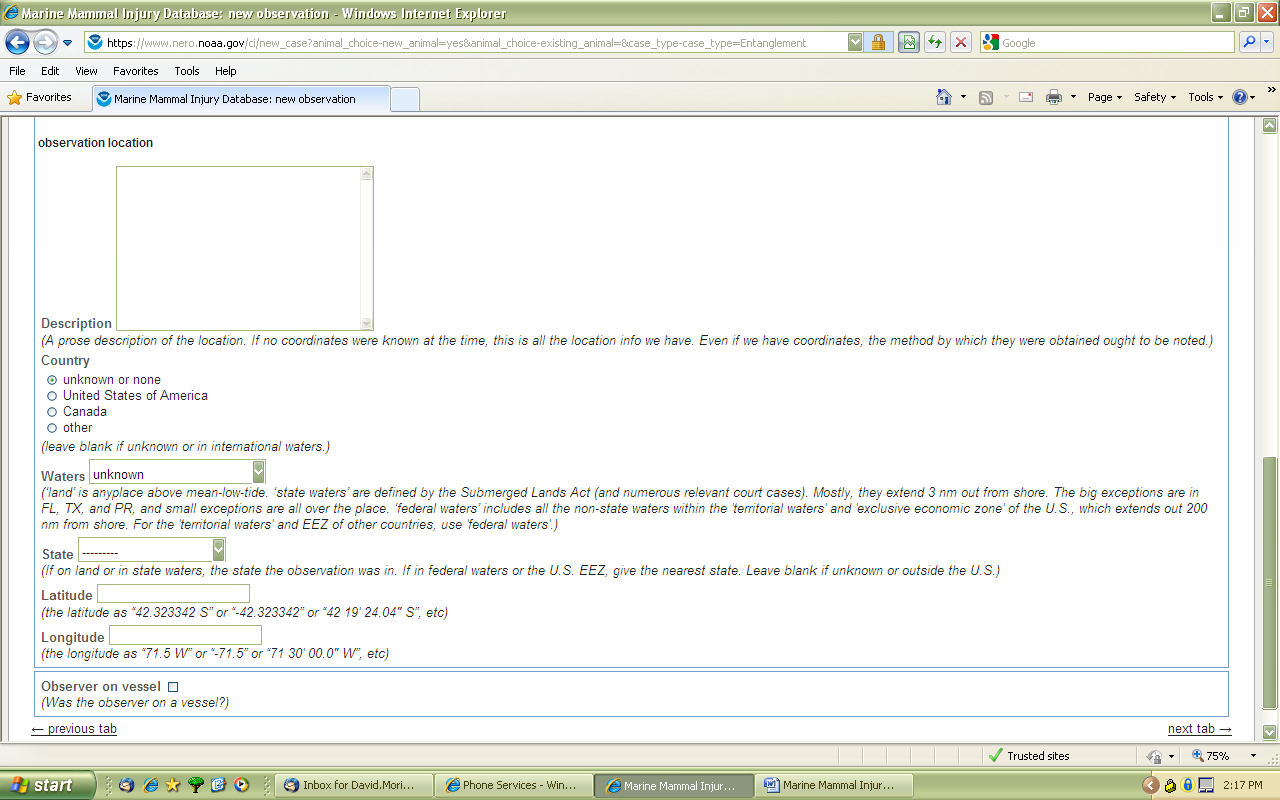 Marine Mammal Injury Database: new observation - Windows Internet Explorer
https://www.nero.noaa.gov/ci/new_case?animal_choice-new_animal=yes&animal_choice-existing_animal=&case_type-case_type=Entanglement
Google
File Edit View Favorites Tools Help
Favorites
Marine Mammal Injury Database: new observation
Page Safety Tools
observation location
Description
(A prose description of the location. If no coordinates were known at the time, this is all the location info we have. Even if we have coordinates, the method by which they were obtained ought to be noted.)
Country
unknown or none
United States of America
Canada
other
(leave blank if unknown or in international waters.)
Waters unknown
('land' is anyplace above mean-low-tide. 'state waters' are defined by the Submerged Lands Act (and numerous relevant court cases). Mostly, they extend 3 nm out from shore. The big exceptions are in
FL, TX, and PR, and small exceptions are all over the place. 'federal waters' includes all the non-state waters within the 'territorial waters' and 'exclusive economic zone' of the U.S., which extends out 200
nm from shore. For the 'territorial waters' and EEZ of other countries, use 'federal waters'.)
State ---------
(If on land or in state waters, the state the observation was in. If in federal waters or the U.S. EEZ, give the nearest state. Leave blank if unknown or outside the U.S.)
Latitude
(the latitude as “42.323342 S” or “-42.323342” or “42 19' 24.04" S”, etc)
Longitude
(the longitude as “71.5 W” or “-71.5” or “71 30' 00.0" W”, etc)
Observer on vessel
(Was the observer on a vessel?)
← previous tab
next tab →
Trusted sites
75%
start
Inbox for David.Mori...
Phone Services - Win...
Marine Mammal Injur...
Marine Mammal Injur...
2:17 PM